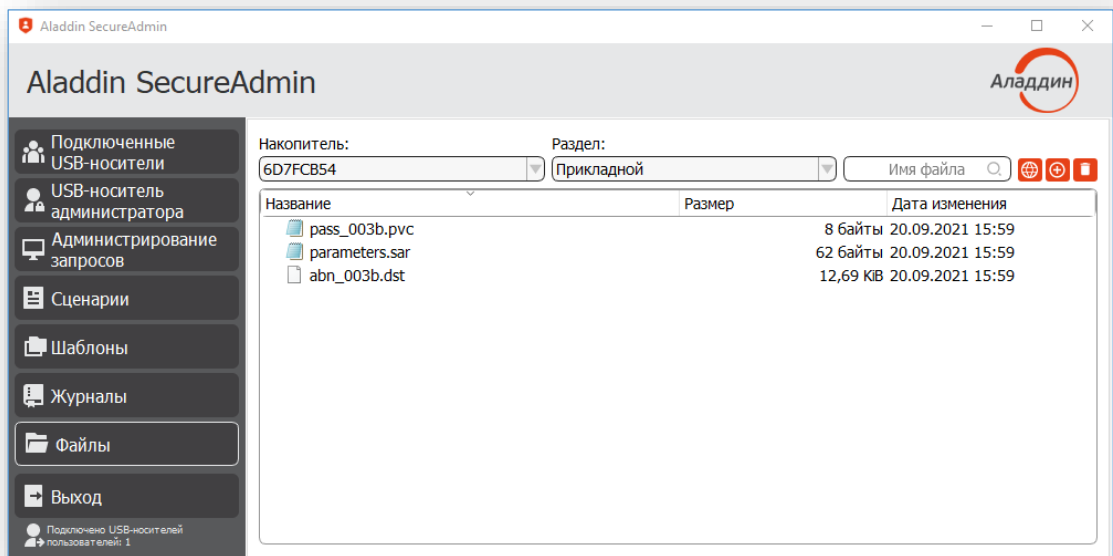 Aladdin SecureAdmin
Aladdin SecureAdmin
Аладдин
Подключенные
USB-носители
USB-носитель
администратора
Администрирование
запросов
Сценарии
Шаблоны
Журналы
Файлы
Выход
Подключено USB-носителей
пользователей: 1
Накопитель:
Раздел:
6D7FCB54
Прикладной
Имя файла
Название Размер Дата изменения
pass_003b.pvc 8 байты 20.09.2021 15:59
parameters.sar 62 байты 20.09.2021 15:59
abn_003b.dst 12,69 KiB 20.09.2021 15:59